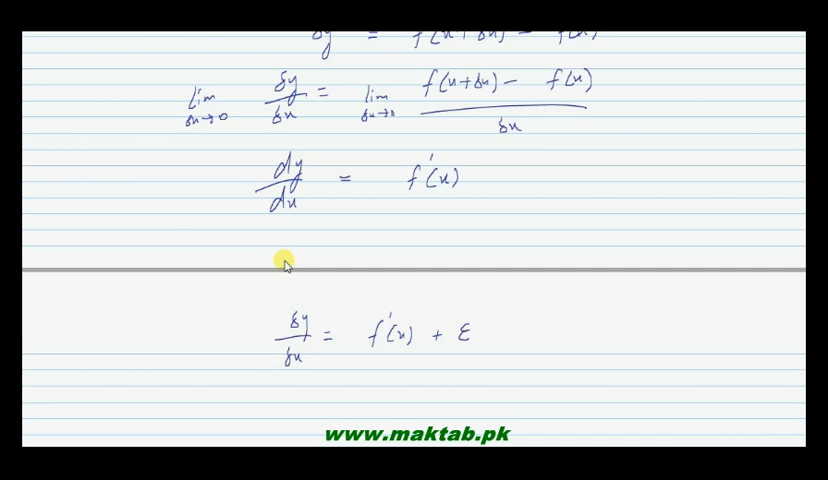 δy = f(x+δx) - f(x)
lim δx→0 δy/δx = lim δx→0 f(x+δx) - f(x) / δx
dy/dx = f'(x)
δy/δx = f'(x) + ε
www.maktab.pk